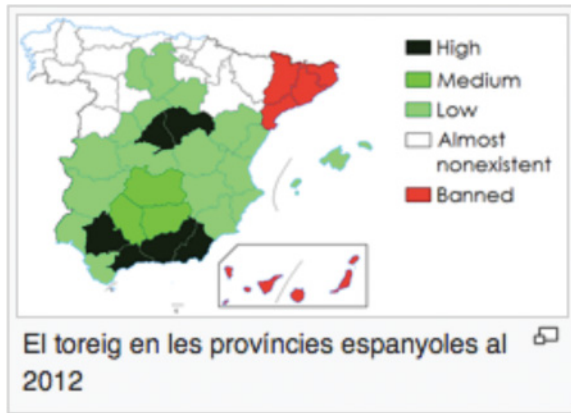 High
Medium
Low
Almost
nonexistent
Banned
El toreig en les províncies espanyoles al
2012